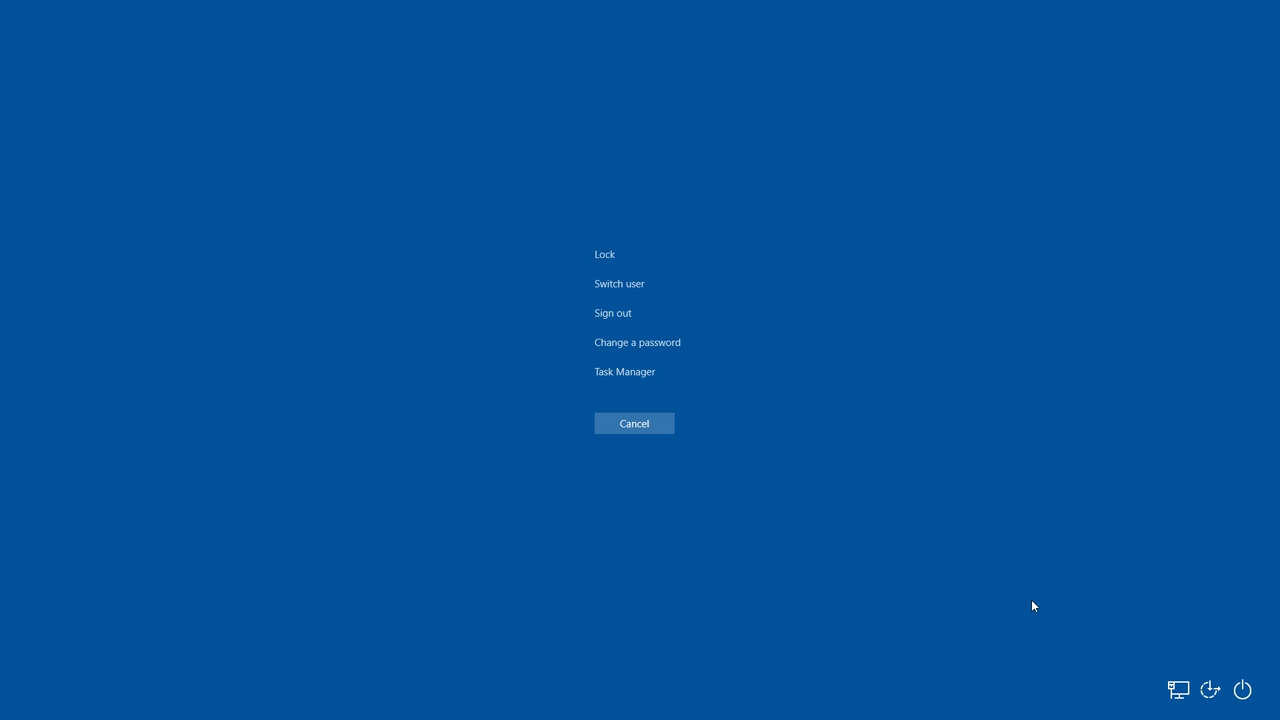 Lock
Switch user
Sign out
Change a password
Task Manager
Cancel